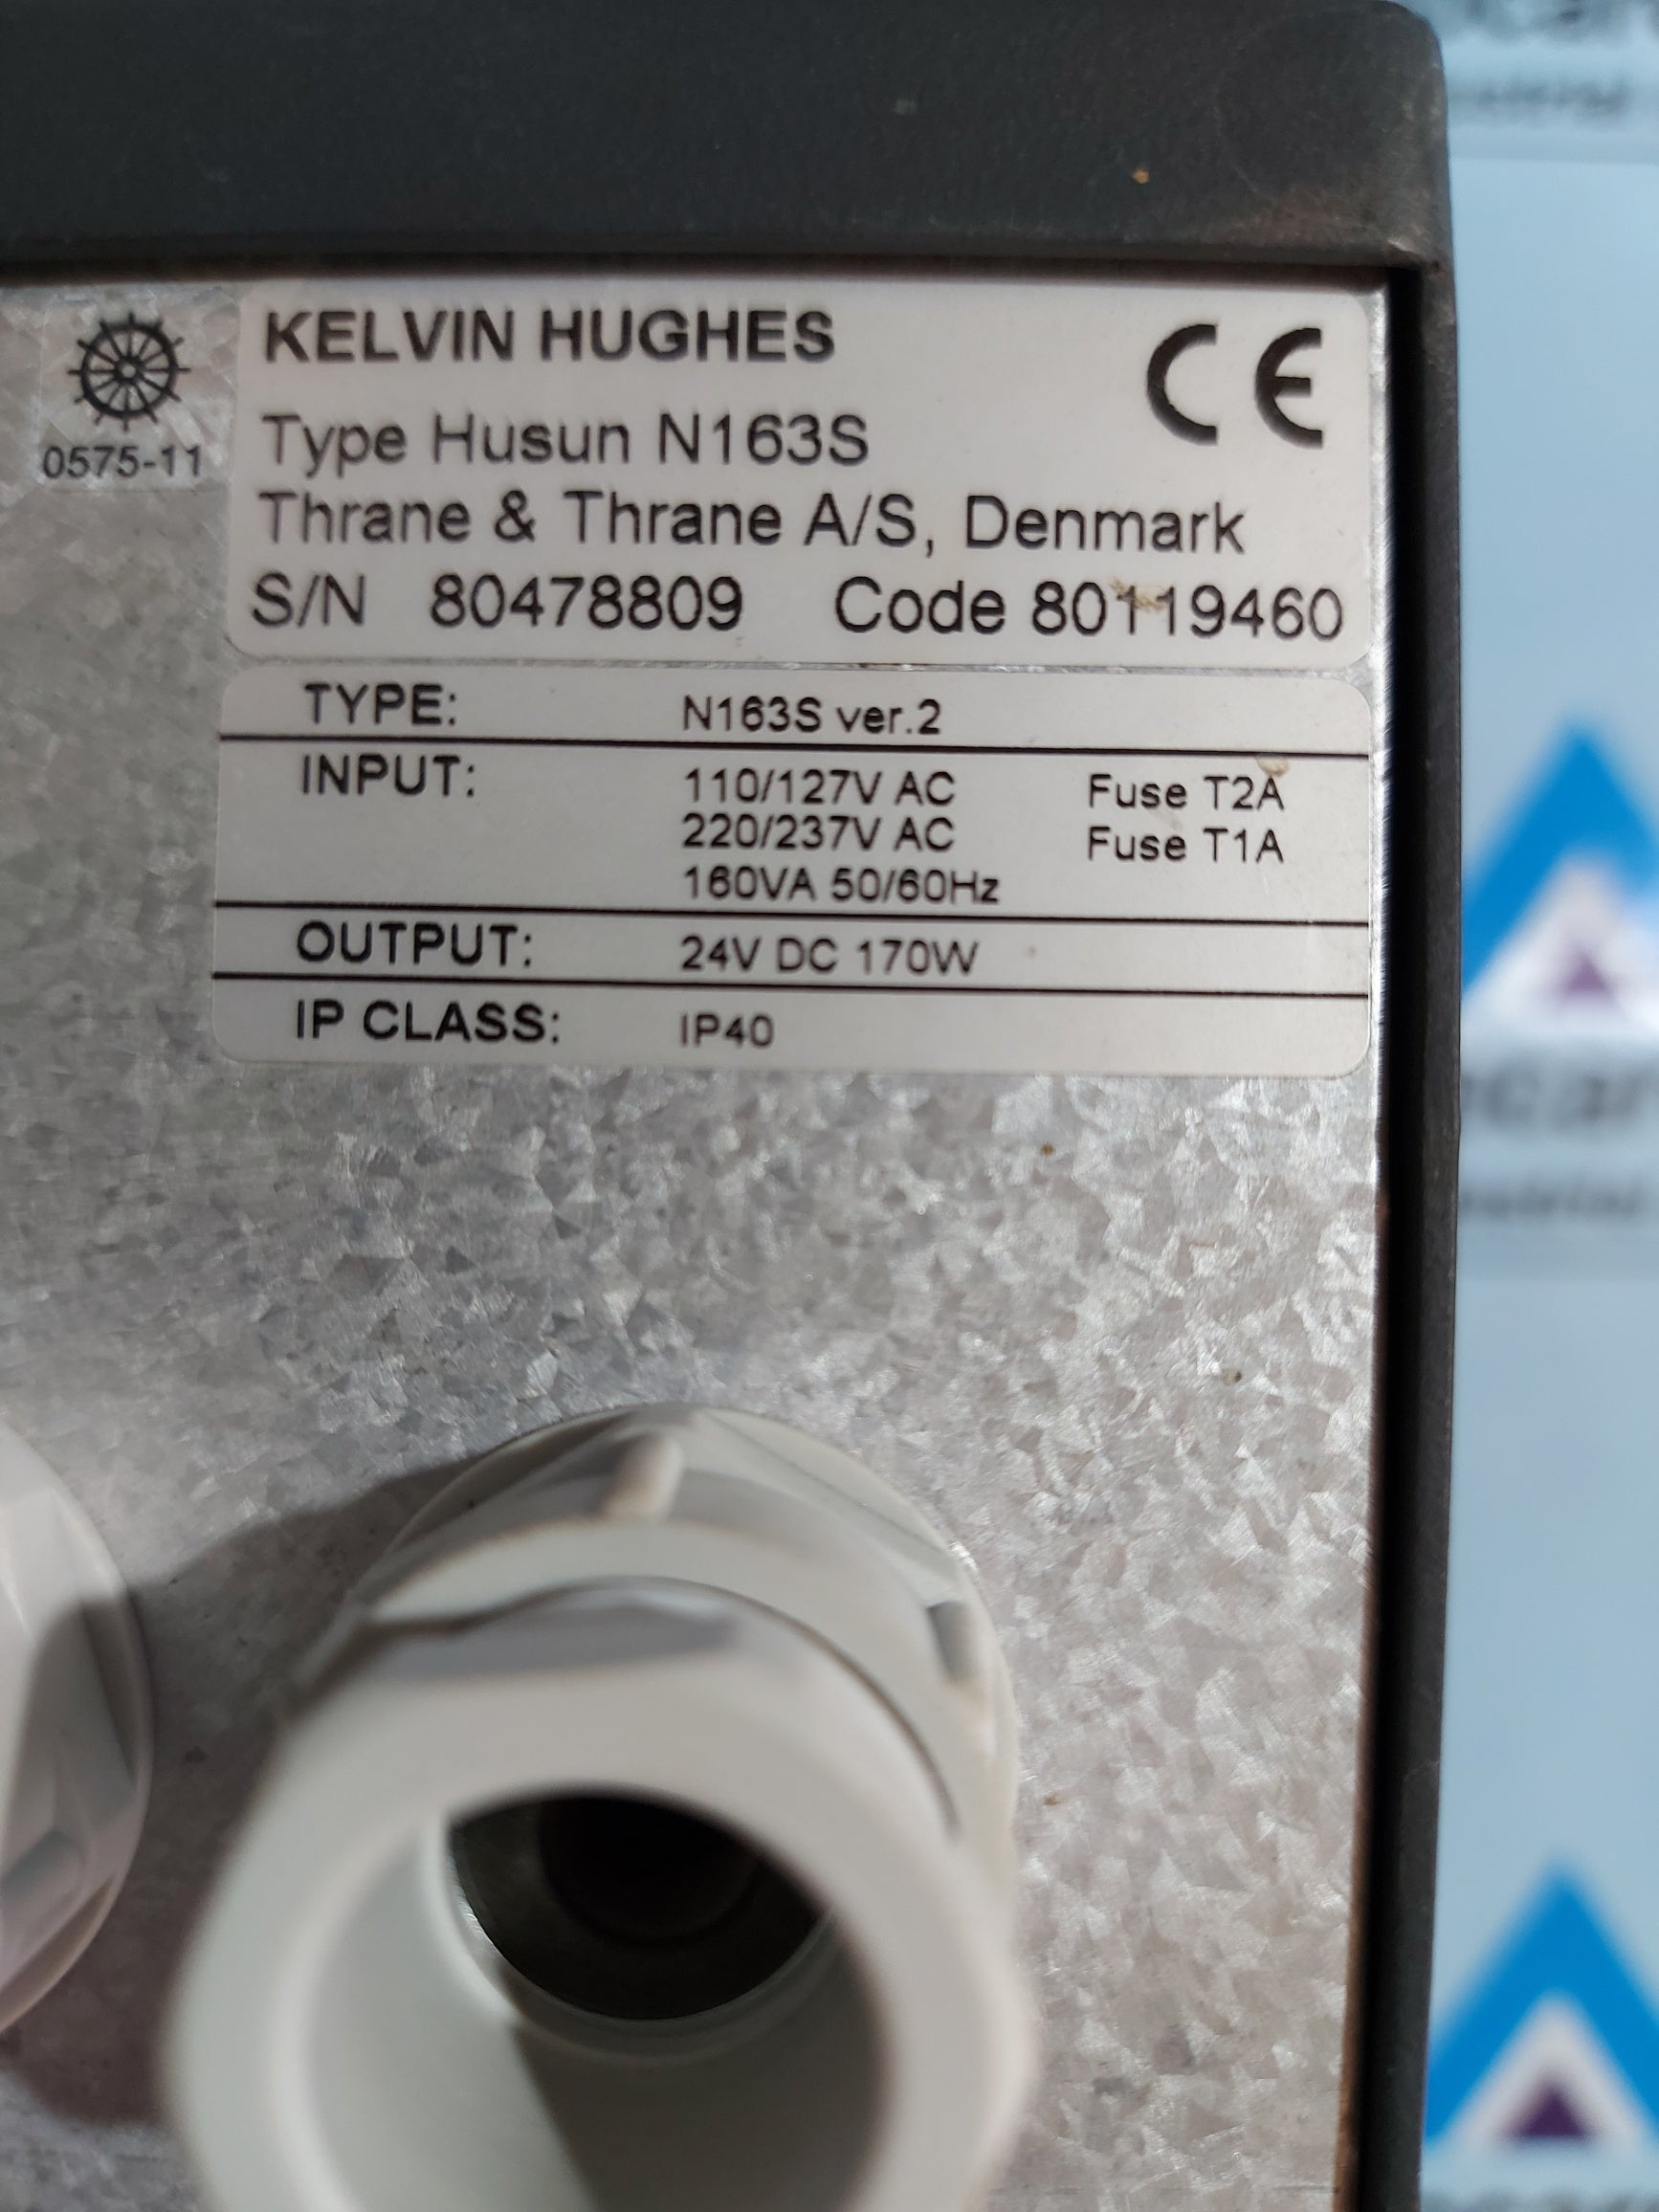 KELVIN HUGHES
CE
0575-11
Type Husun N163S
Thrane & Thrane A/S, Denmark
S/N 80478809 Code 80119460
TYPE: N163S ver.2
INPUT: 110/127V AC Fuse T2A
220/237V AC Fuse T1A
160VA 50/60Hz
OUTPUT: 24V DC 170W
IP CLASS: IP40